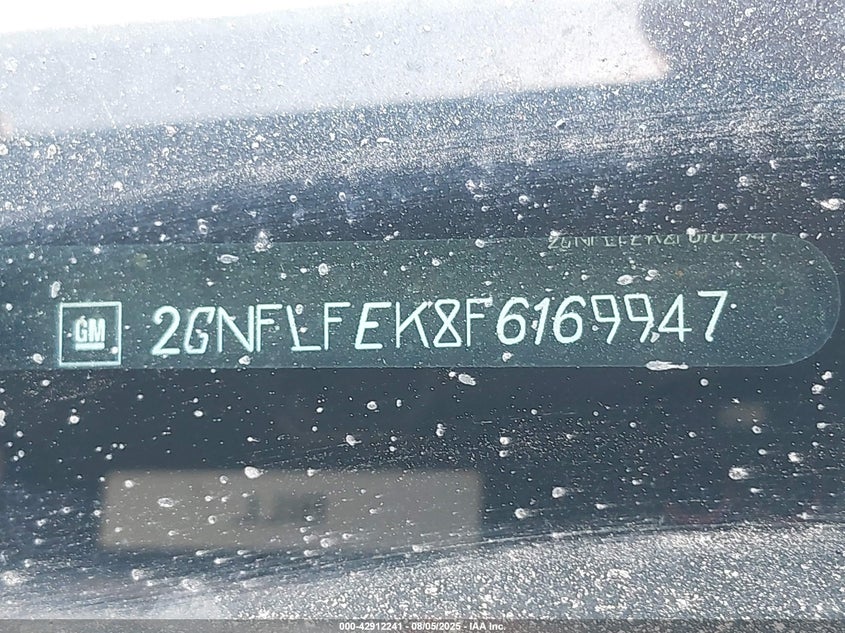 GM 2GNFLFEK8F6169947
000-42912241 - 08/05/2025 - IAA Inc.